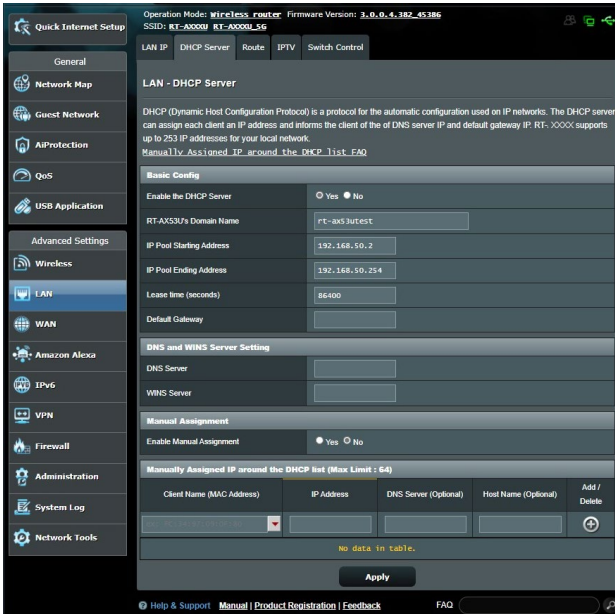 Quick Internet Setup
Operation Mode: Wireless router Firmware Version: 3.0.0.4.382_45386
SSID: RT-AXXXU RT-AXXXU_5G
LAN IP DHCP Server Route IPTV Switch Control
General
Network Map
Guest Network
AiProtection
QoS
USB Application
Advanced Settings
Wireless
LAN
WAN
Amazon Alexa
IPv6
VPN
Firewall
Administration
System Log
Network Tools
LAN - DHCP Server
DHCP (Dynamic Host Configuration Protocol) is a protocol for the automatic configuration used on IP networks. The DHCP server
can assign each client an IP address and informs the client of the of DNS server IP and default gateway IP. RT- XXXX supports
up to 253 IP addresses for your local network.
Manually Assigned IP around the DHCP list FAQ
Basic Config
Enable the DHCP Server Yes No
RT-AX53U's Domain Name rt-ax53utest
IP Pool Starting Address 192.168.50.2
IP Pool Ending Address 192.168.50.254
Lease time (seconds) 86400
Default Gateway
DNS and WINS Server Setting
DNS Server
WINS Server
Manual Assignment
Enable Manual Assignment Yes No
Manually Assigned IP around the DHCP list (Max Limit : 64)
Client Name (MAC Address) IP Address DNS Server (Optional) Host Name (Optional) Add /
Delete
No data in table.
Apply
Help & Support Manual | Product Registration | Feedback FAQ